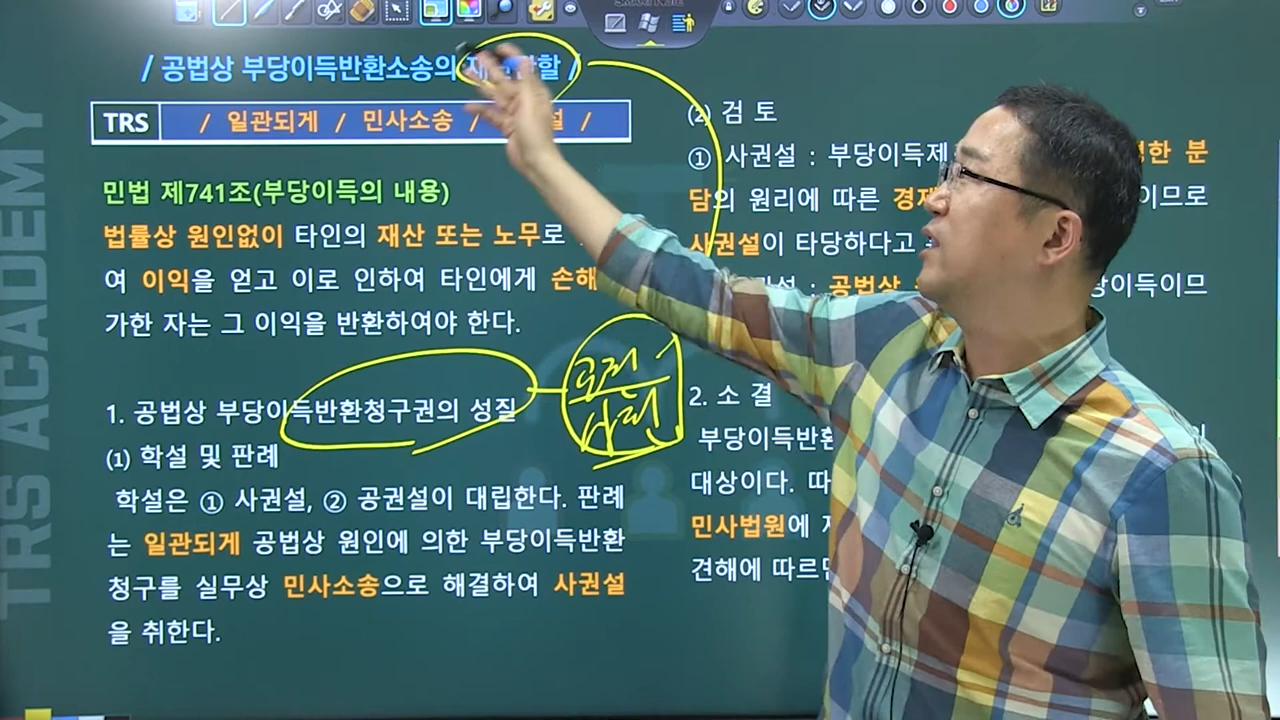 / 공법상 부당이득반환소송의 할 /
TRS / 일관되게 / 민사소송 / 설 /
민법 제741조(부당이득의 내용)
법률상 원인없이 타인의 재산 또는 노무로
여 이익을 얻고 이로 인하여 타인에게 손해
가한 자는 그 이익을 반환하여야 한다.
1. 공법상 부당이득반환청구권의 성질
(1) 학설 및 판례
학설은 ① 사권설, ② 공권설이 대립한다. 판례
는 일관되게 공법상 원인에 의한 부당이득반환
청구를 실무상 민사소송으로 해결하여 사권설
을 취한다.
(2) 검 토
① 사권설 : 부당이득제 한 분
담의 원리에 따른 경제 이므로
사권설이 타당하다고
설 : 공법상 당이득이므
2. 소 결
부당이득반환
대상이다. 따
민사법원에
견해에 따르면
TRS ACADEMY